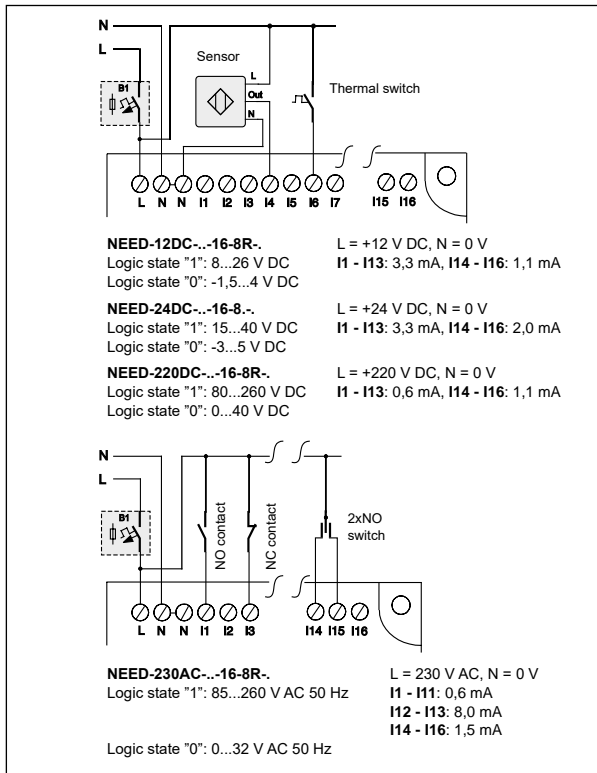 N
L
B1
Sensor
L
Out
N
Thermal switch
L N N I1 I2 I3 I4 I5 I6 I7 I15 I16
NEED-12DC-..-16-8R-. L = +12 V DC, N = 0 V
Logic state ”1”: 8...26 V DC I1 - I13: 3,3 mA, I14 - I16: 1,1 mA
Logic state ”0”: -1,5...4 V DC
NEED-24DC-..-16-8.-. L = +24 V DC, N = 0 V
Logic state ”1”: 15...40 V DC I1 - I13: 3,3 mA, I14 - I16: 2,0 mA
Logic state ”0”: -3...5 V DC
NEED-220DC-..-16-8R-. L = +220 V DC, N = 0 V
Logic state ”1”: 80...260 V DC I1 - I13: 0,6 mA, I14 - I16: 1,1 mA
Logic state ”0”: 0...40 V DC
N
L
B1
NO contact
NC contact
2xNO
switch
L N N I1 I2 I3 I14 I15 I16
NEED-230AC-..-16-8R-. L = 230 V AC, N = 0 V
Logic state ”1”: 85...260 V AC 50 Hz I1 - I11: 0,6 mA
I12 - I13: 8,0 mA
I14 - I16: 1,5 mA
Logic state ”0”: 0...32 V AC 50 Hz